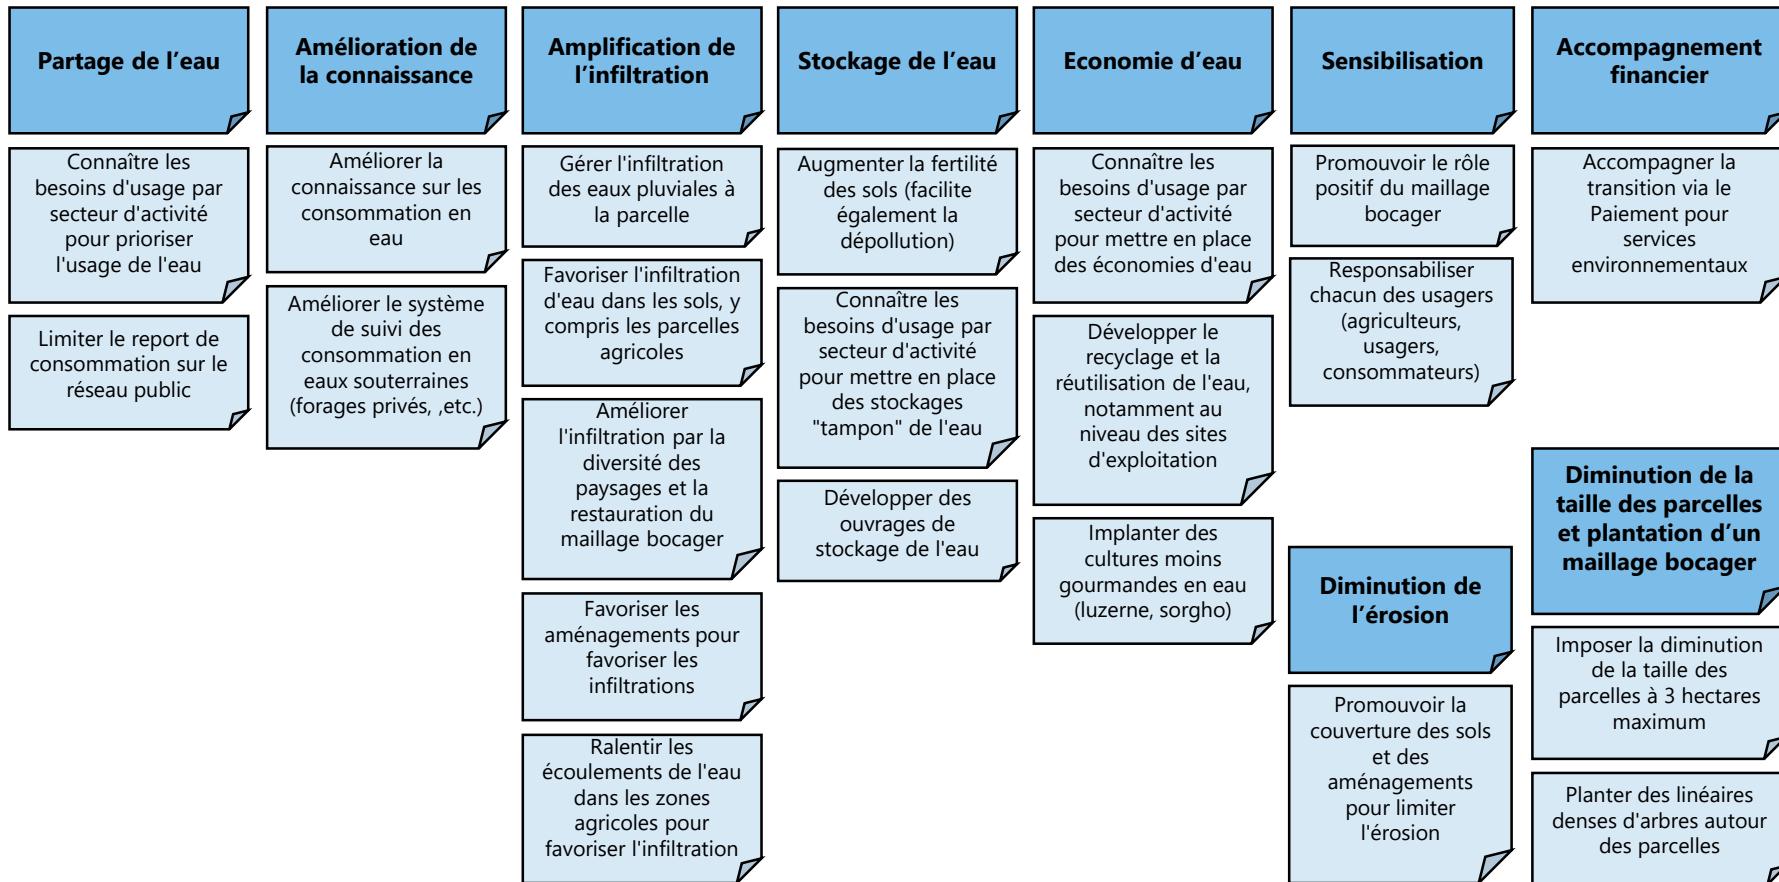 Partage de l’eau
Connaître les
besoins d'usage par
secteur d'activité
pour prioriser
l'usage de l'eau
Limiter le report de
consommation sur le
réseau public
Amélioration de
la connaissance
Améliorer la
connaissance sur les
consommation en
eau
Améliorer le système
de suivi des
consommation en
eaux souterraines
(forages privés, ,etc.)
Amplification de
l’infiltration
Gérer l'infiltration
des eaux pluviales à
la parcelle
Favoriser l'infiltration
d'eau dans les sols, y
compris les parcelles
agricoles
Améliorer
l'infiltration par la
diversité des
paysages et la
restauration du
maillage bocager
Favoriser les
aménagements pour
favoriser les
infiltrations
Ralentir les
écoulements de l'eau
dans les zones
agricoles pour
favoriser l'infiltration
Stockage de l’eau
Augmenter la fertilité
des sols (facilite
également la
dépollution)
Connaître les
besoins d'usage par
secteur d'activité
pour mettre en place
des stockages
"tampon" de l'eau
Développer des
ouvrages de
stockage de l'eau
Economie d’eau
Connaître les
besoins d'usage par
secteur d'activité
pour mettre en place
des économies d'eau
Développer le
recyclage et la
réutilisation de l'eau,
notamment au
niveau des sites
d'exploitation
Implanter des
cultures moins
gourmandes en eau
(luzerne, sorgho)
Sensibilisation
Promouvoir le rôle
positif du maillage
bocager
Responsabiliser
chacun des usagers
(agriculteurs,
usagers,
consommateurs)
Diminution de
l’érosion
Promouvoir la
couverture des sols
et des
aménagements
pour limiter
l'érosion
Accompagnement
financier
Accompagner la
transition via le
Paiement pour
services
environnementaux
Diminution de la
taille des parcelles
et plantation d’un
maillage bocager
Imposer la diminution
de la taille des
parcelles à 3 hectares
maximum
Planter des linéaires
denses d'arbres autour
des parcelles